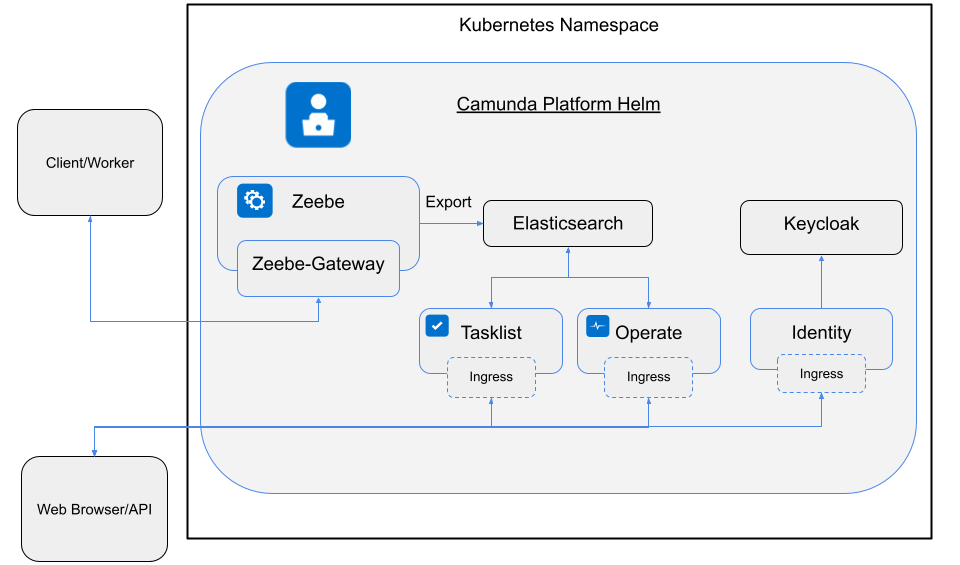 Kubernetes Namespace
Camunda Platform Helm
Client/Worker
Zeebe
Export
Elasticsearch
Keycloak
Zeebe-Gateway
Tasklist
Operate
Identity
Ingress
Ingress
Ingress
Web Browser/API